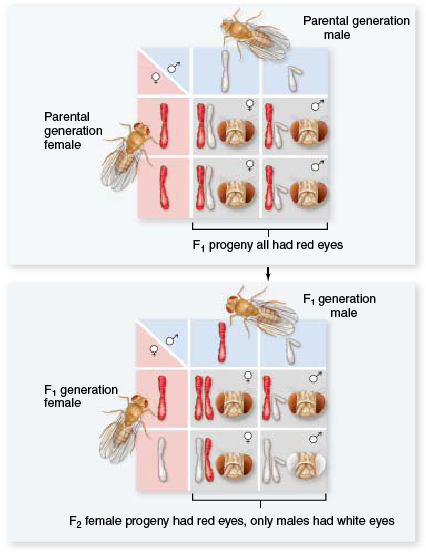 Parental generation
male
♀
♂
Parental
generation
female
♀
♂
♀
♂
F1 progeny all had red eyes
F1 generation
male
♀
♂
F1 generation
female
♀
♂
♀
♂
F2 female progeny had red eyes, only males had white eyes